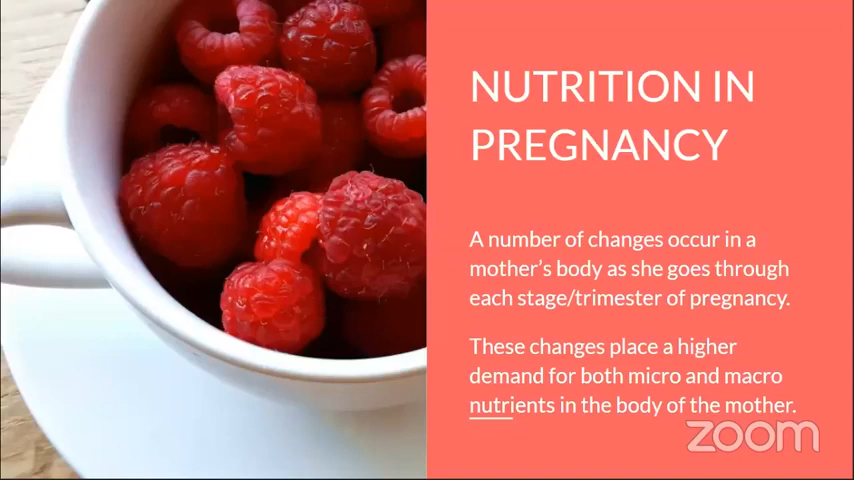 NUTRITION IN
PREGNANCY
A number of changes occur in a
mother's body as she goes through
each stage/trimester of pregnancy.
These changes place a higher
demand for both micro and macro
nutrients in the body of the mother.
zoom